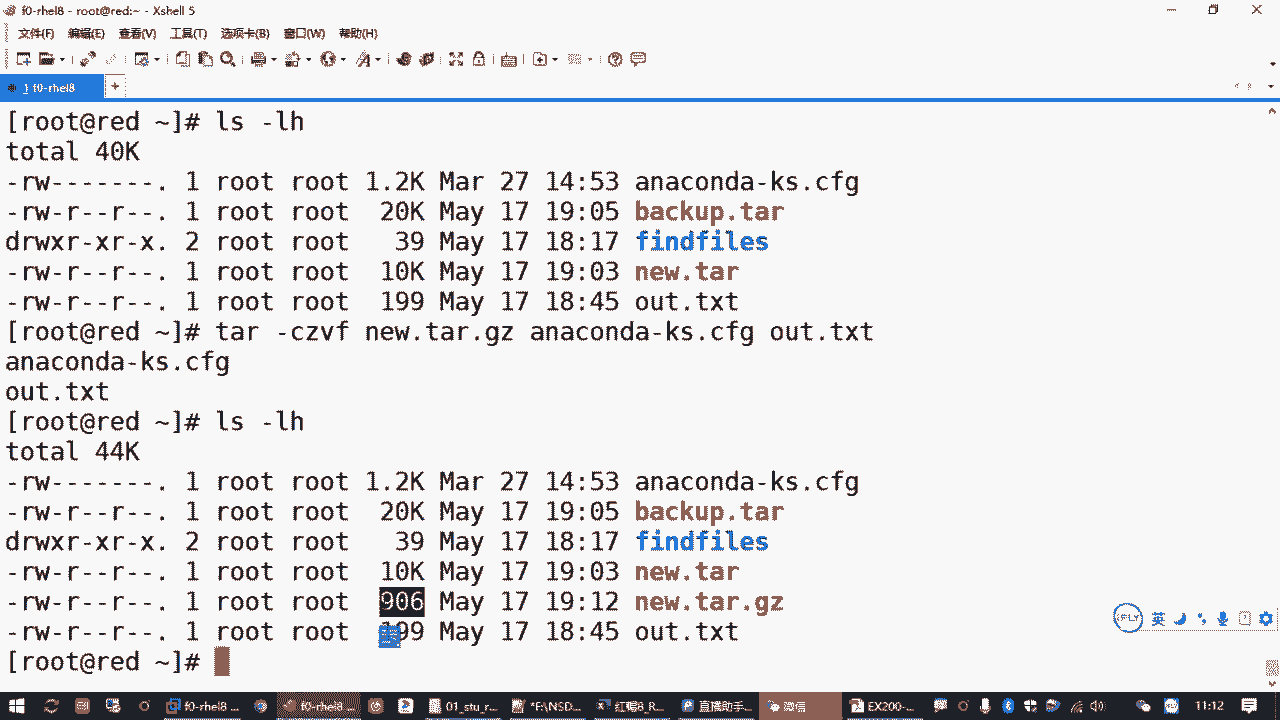 f0-rhel8 - root@red:~ - Xshell 5
文件(F) 编辑(E) 查看(V) 工具(T) 选项卡(B) 窗口(W) 帮助(H)
1 f0-rhel8
[root@red ~]# ls -lh
total 40K
-rw-------. 1 root root 1.2K Mar 27 14:53 anaconda-ks.cfg
-rw-r--r--. 1 root root  20K May 17 19:05 backup.tar
drwxr-xr-x. 2 root root   39 May 17 18:17 findfiles
-rw-r--r--. 1 root root  10K May 17 19:03 new.tar
-rw-r--r--. 1 root root  199 May 17 18:45 out.txt
[root@red ~]# tar -czvf new.tar.gz anaconda-ks.cfg out.txt
anaconda-ks.cfg
out.txt
[root@red ~]# ls -lh
total 44K
-rw-------. 1 root root 1.2K Mar 27 14:53 anaconda-ks.cfg
-rw-r--r--. 1 root root  20K May 17 19:05 backup.tar
drwxr-xr-x. 2 root root   39 May 17 18:17 findfiles
-rw-r--r--. 1 root root  10K May 17 19:03 new.tar
-rw-r--r--. 1 root root  906 May 17 19:12 new.tar.gz
-rw-r--r--. 1 root root  199 May 17 18:45 out.txt
[root@red ~]#
英
f0-rhel8 ... f0-rhel8... 01_stu_r... *E\NSD... 红帽8_R... 直播助手... 微信 EX200-... 11:12